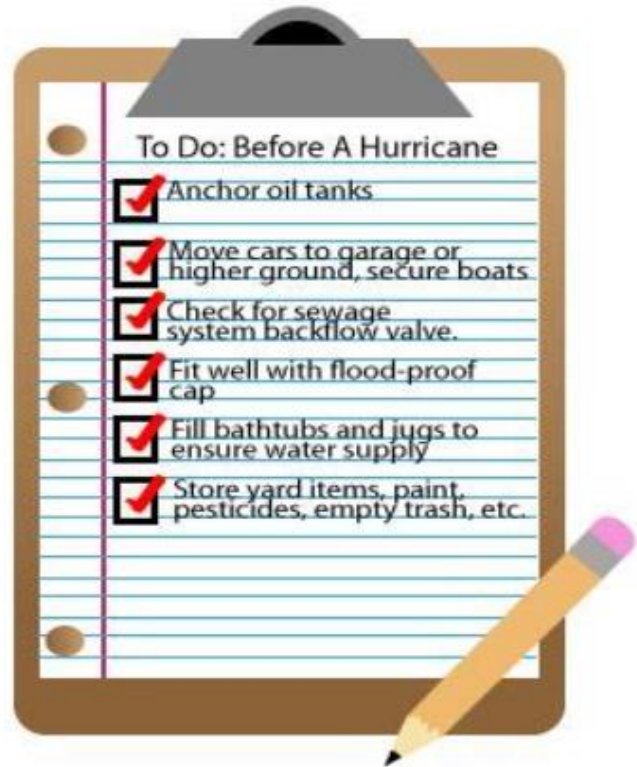 To Do: Before A Hurricane
Anchor oil tanks
Move cars to garage or
higher ground, secure boats
Check for sewage
system backflow valve.
Fit well with flood-proof
cap
Fill bathtubs and jugs to
ensure water supply
Store yard items, paint,
pesticides, empty trash, etc.